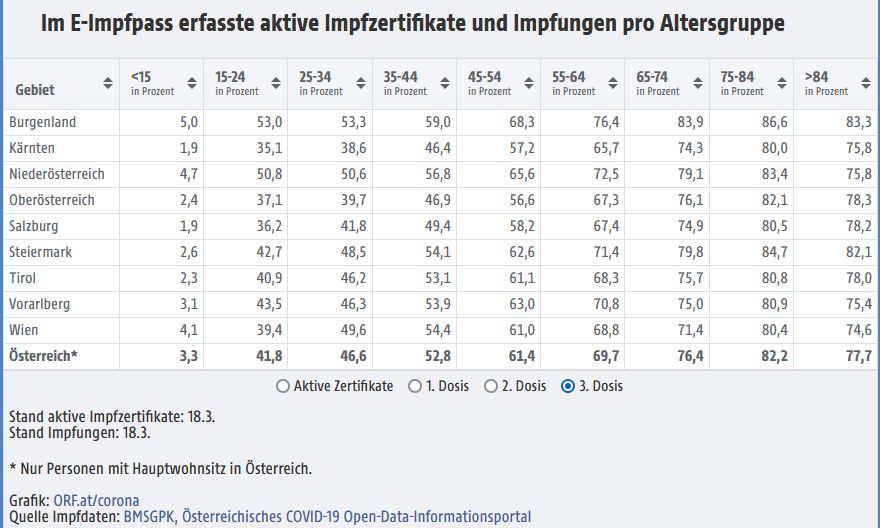 Im E-Impfpass erfasste aktive Impfzertifikate und Impfungen pro Altersgruppe
Gebiet <15 in Prozent 15-24 in Prozent 25-34 in Prozent 35-44 in Prozent 45-54 in Prozent 55-64 in Prozent 65-74 in Prozent 75-84 in Prozent >84 in Prozent
Burgenland 5,0 53,0 53,3 59,0 68,3 76,4 83,9 86,6 83,3
Kärnten 1,9 35,1 38,6 46,4 57,2 65,7 74,3 80,0 75,8
Niederösterreich 4,7 50,8 50,6 56,8 65,6 72,5 79,1 83,4 75,8
Oberösterreich 2,4 37,1 39,7 46,9 56,6 67,3 76,1 82,1 78,3
Salzburg 1,9 36,2 41,8 49,4 58,2 67,4 74,9 80,5 78,2
Steiermark 2,6 42,7 48,5 54,1 62,6 71,4 79,8 84,7 82,1
Tirol 2,3 40,9 46,2 53,1 61,1 68,3 75,7 80,8 78,0
Vorarlberg 3,1 43,5 46,3 53,9 63,0 70,8 75,0 80,9 75,4
Wien 4,1 39,4 49,6 54,4 61,0 68,8 71,4 80,4 74,6
Österreich* 3,3 41,8 46,6 52,8 61,4 69,7 76,4 82,2 77,7
Aktive Zertifikate 1. Dosis 2. Dosis 3. Dosis
Stand aktive Impfzertifikate: 18.3.
Stand Impfungen: 18.3.
* Nur Personen mit Hauptwohnsitz in Österreich.
Grafik: ORF.at/corona
Quelle Impfdaten: BMSGPK, Österreichisches COVID-19 Open-Data-Informationsportal